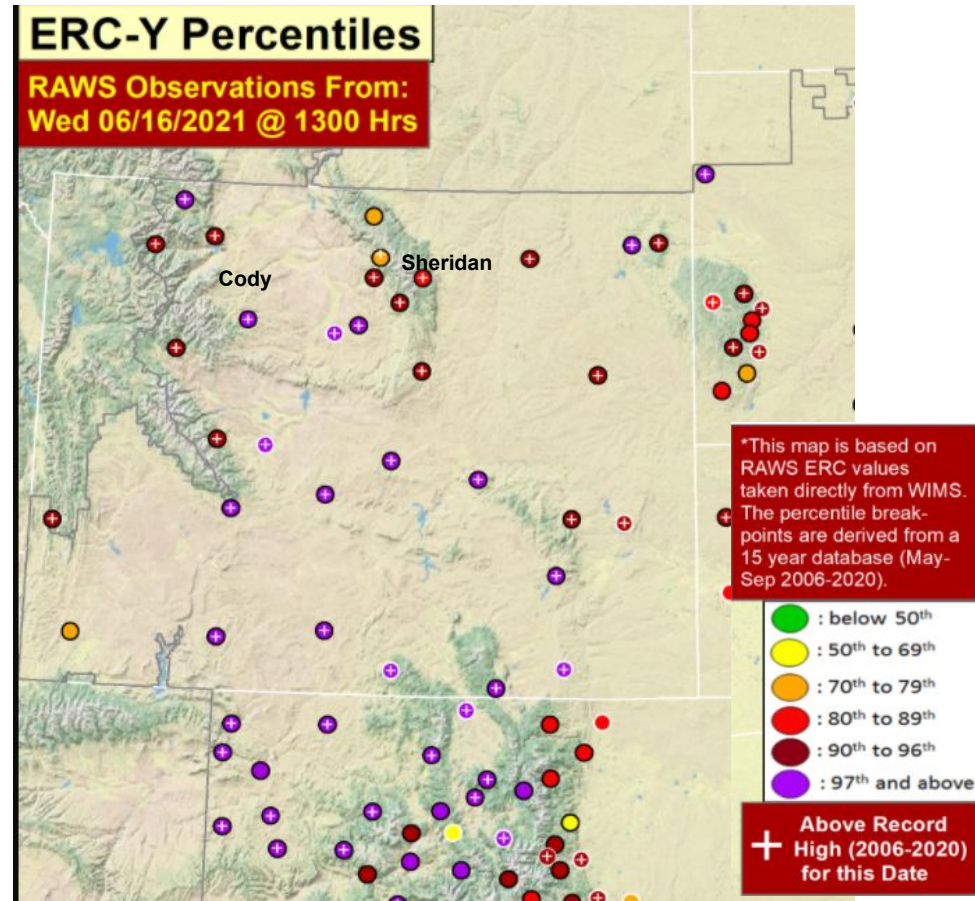 ERC-Y Percentiles
RAWS Observations From:
Wed 06/16/2021 @ 1300 Hrs
Sheridan
Cody
*This map is based on
RAWS ERC values
taken directly from WIMS.
The percentile break-
points are derived from a
15 year database (May-
Sep 2006-2020).
: below 50th
: 50th to 69th
: 70th to 79th
: 80th to 89th
: 90th to 96th
: 97th and above
+ Above Record
High (2006-2020)
for this Date